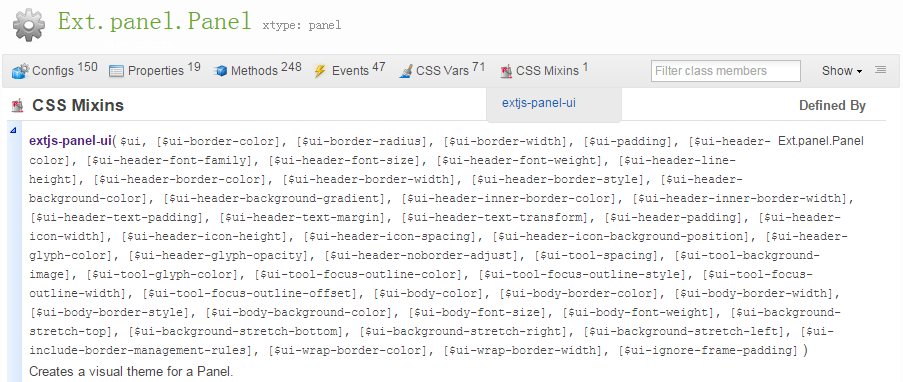 Ext.panel.Panel xtype: panel
Configs 150 Properties 19 Methods 248 Events 47 CSS Vars 71 CSS Mixins 1 Filter class members Show
extjs-panel-ui
CSS Mixins Defined By
extjs-panel-ui( $ui, [$ui-border-color], [$ui-border-radius], [$ui-border-width], [$ui-padding], [$ui-header- Ext.panel.Panel
color], [$ui-header-font-family], [$ui-header-font-size], [$ui-header-font-weight], [$ui-header-line-
height], [$ui-header-border-color], [$ui-header-border-width], [$ui-header-border-style], [$ui-header-
background-color], [$ui-header-background-gradient], [$ui-header-inner-border-color], [$ui-header-inner-border-width],
[$ui-header-text-padding], [$ui-header-text-margin], [$ui-header-text-transform], [$ui-header-padding], [$ui-header-
icon-width], [$ui-header-icon-height], [$ui-header-icon-spacing], [$ui-header-icon-background-position], [$ui-header-
glyph-color], [$ui-header-glyph-opacity], [$ui-header-noborder-adjust], [$ui-tool-spacing], [$ui-tool-background-
image], [$ui-tool-glyph-color], [$ui-tool-focus-outline-color], [$ui-tool-focus-outline-style], [$ui-tool-focus-
outline-width], [$ui-tool-focus-outline-offset], [$ui-body-color], [$ui-body-border-color], [$ui-body-border-width],
[$ui-body-border-style], [$ui-body-background-color], [$ui-body-font-size], [$ui-body-font-weight], [$ui-background-
stretch-top], [$ui-background-stretch-bottom], [$ui-background-stretch-right], [$ui-background-stretch-left], [$ui-
include-border-management-rules], [$ui-wrap-border-color], [$ui-wrap-border-width], [$ui-ignore-frame-padding] )
Creates a visual theme for a Panel.